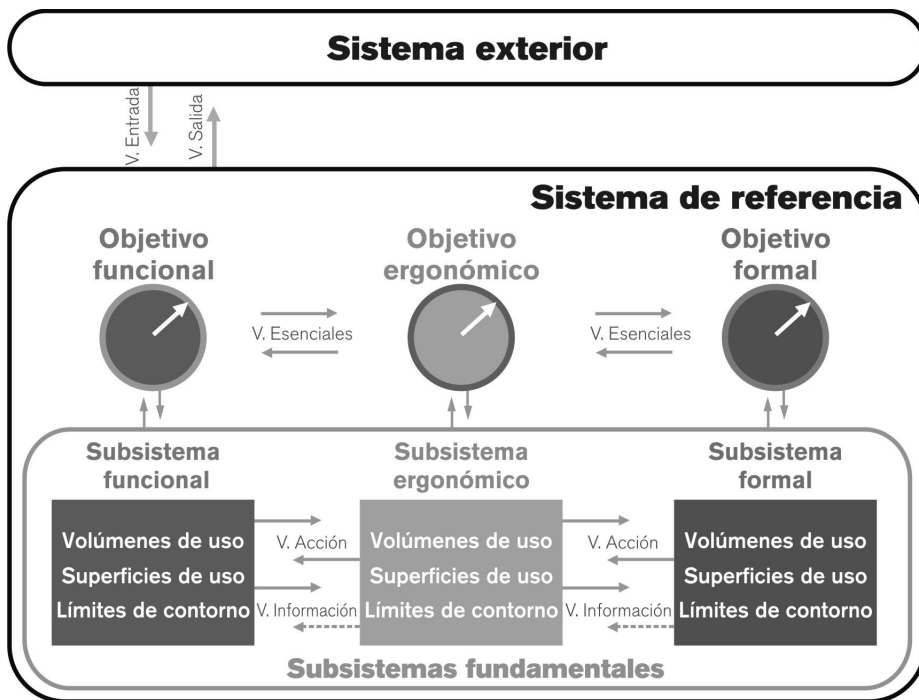 Sistema exterior
V. Entrada
V. Salida
Sistema de referencia
Objetivo
funcional
Objetivo
ergonómico
Objetivo
formal
V. Esenciales
V. Esenciales
Subsistema
funcional
Subsistema
ergonómico
Subsistema
formal
Volúmenes de uso
Superficies de uso
Límites de contorno
V. Acción
V. Información
Volúmenes de uso
Superficies de uso
Límites de contorno
V. Acción
V. Información
Volúmenes de uso
Superficies de uso
Límites de contorno
Subsistemas fundamentales